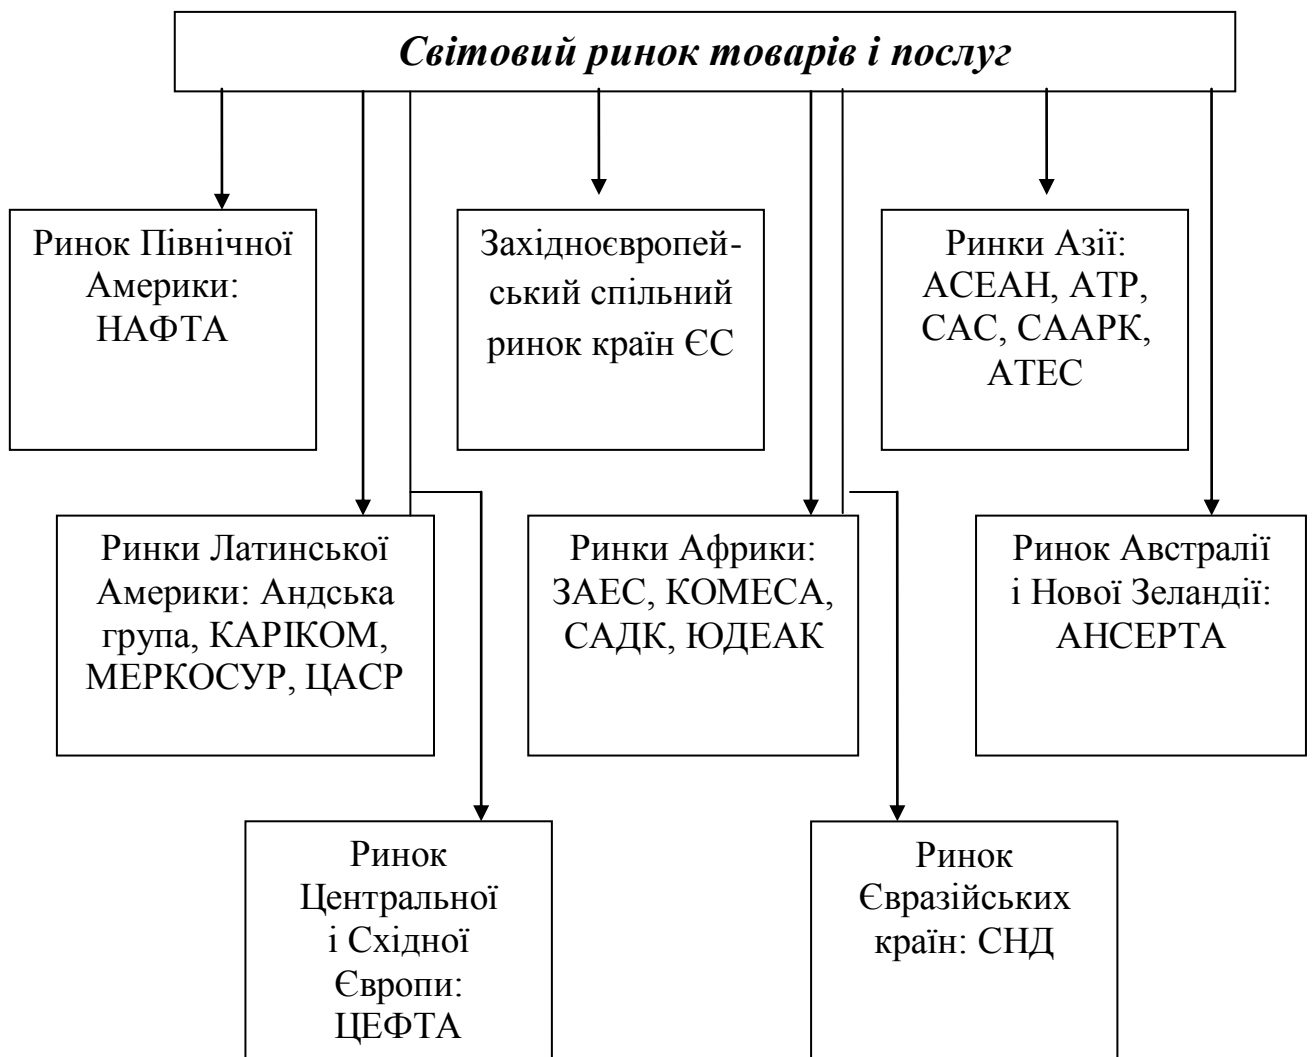 Світовий ринок товарів і послуг
Ринок Північної
Америки:
НАФТА
Західноєвропей-
ський спільний
ринок країн ЄС
Ринки Азії:
АСЕАН, АТР,
САС, СААРК,
АТЕС
Ринки Латинської
Америки: Андська
група, КАРІКОМ,
МЕРКОСУР, ЦАСР
Ринки Африки:
ЗАЕС, КОМЕСА,
САДК, ЮДЕАК
Ринок Австралії
і Нової Зеландії:
АНСЕРТА
Ринок
Центральної
і Східної
Європи:
ЦЕФТА
Ринок
Євразійських
країн: СНД